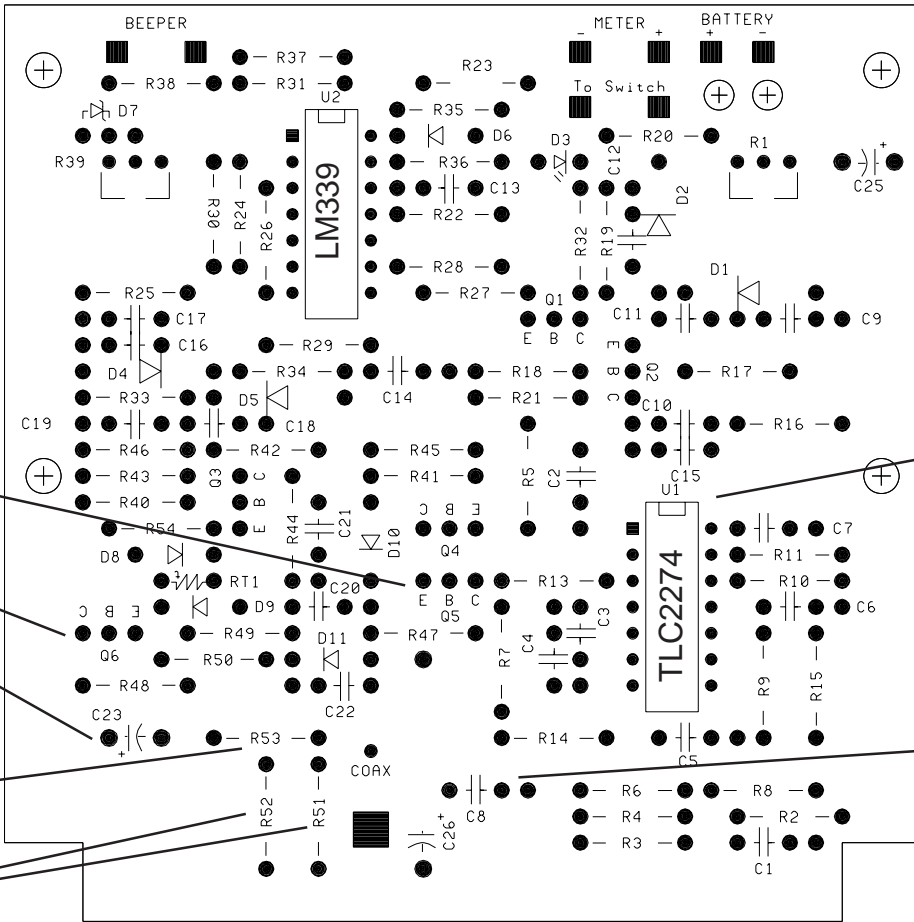 BEEPER METER BATTERY
- + + -
R37
R38 R31 R23
U2 To Switch
D7 R35
D6 D3 R20
R39 R36 C12 R1
+
C25
C13
R30 R24 R26 LM339 R22 R32 R19 D2
R28
R25 R27 Q1 D1
C17 E B C C11 C9
C16 R29 E
D4 R34 C14 R18 B Q2 R17
R33 D5 R21 C
C19 C18 C10 R16
R46 R42 R45 R5 C2 C15
R43 Q3 C R41 U1
R40 B C B E
R54 E R44 C21 D10 Q4 C7
D8 R11
t RT1 C20 E B C R13 R10
C B E D9 Q5 C3 C6
Q6 R49 D11 R47 C4 TLC2274
R50 R7 R9 R15
R48 C22
C23
+ R53 R14 C5
COAX
R52 R51 C8 R6 R8
+ C26 R4 R2
R3 C1